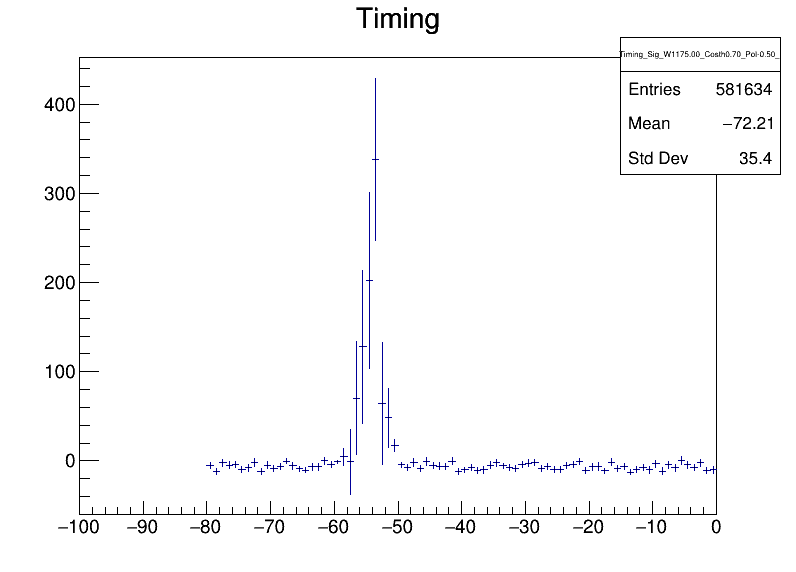 Timing
Timing_Sig_W1175.00_Costh0.70_Pol-0.50_
Entries 581634
Mean −72.21
Std Dev 35.4
400
300
200
100
0
−100 −90 −80 −70 −60 −50 −40 −30 −20 −10 0